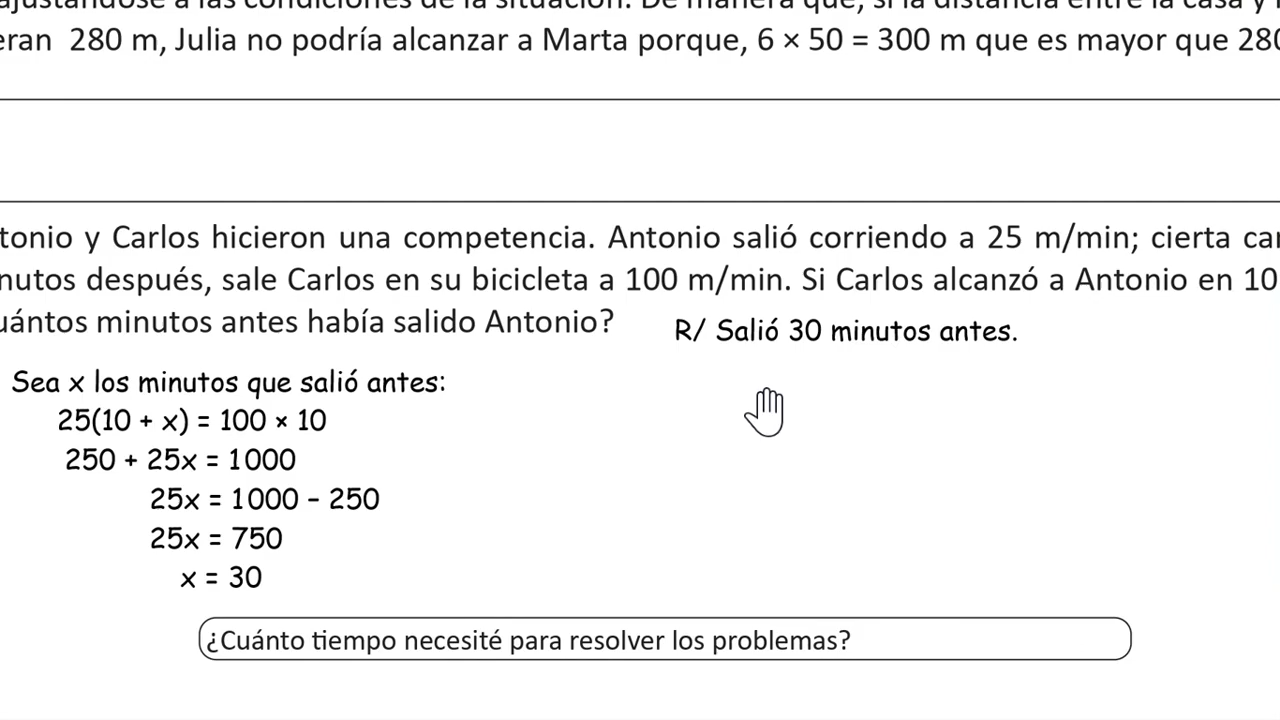 ajustándose a las condiciones de la situación. De manera que, si la distancia entre la casa y
eran 280 m, Julia no podría alcanzar a Marta porque, 6 × 50 = 300 m que es mayor que 280
tonio y Carlos hicieron una competencia. Antonio salió corriendo a 25 m/min; cierta
nutos después, sale Carlos en su bicicleta a 100 m/min. Si Carlos alcanzó a Antonio en 10
uántos minutos antes había salido Antonio?
R/ Salió 30 minutos antes.
Sea x los minutos que salió antes:
25(10 + x) = 100 × 10
250 + 25x = 1000
25x = 1000 – 250
25x = 750
x = 30
¿Cuánto tiempo necesité para resolver los problemas?